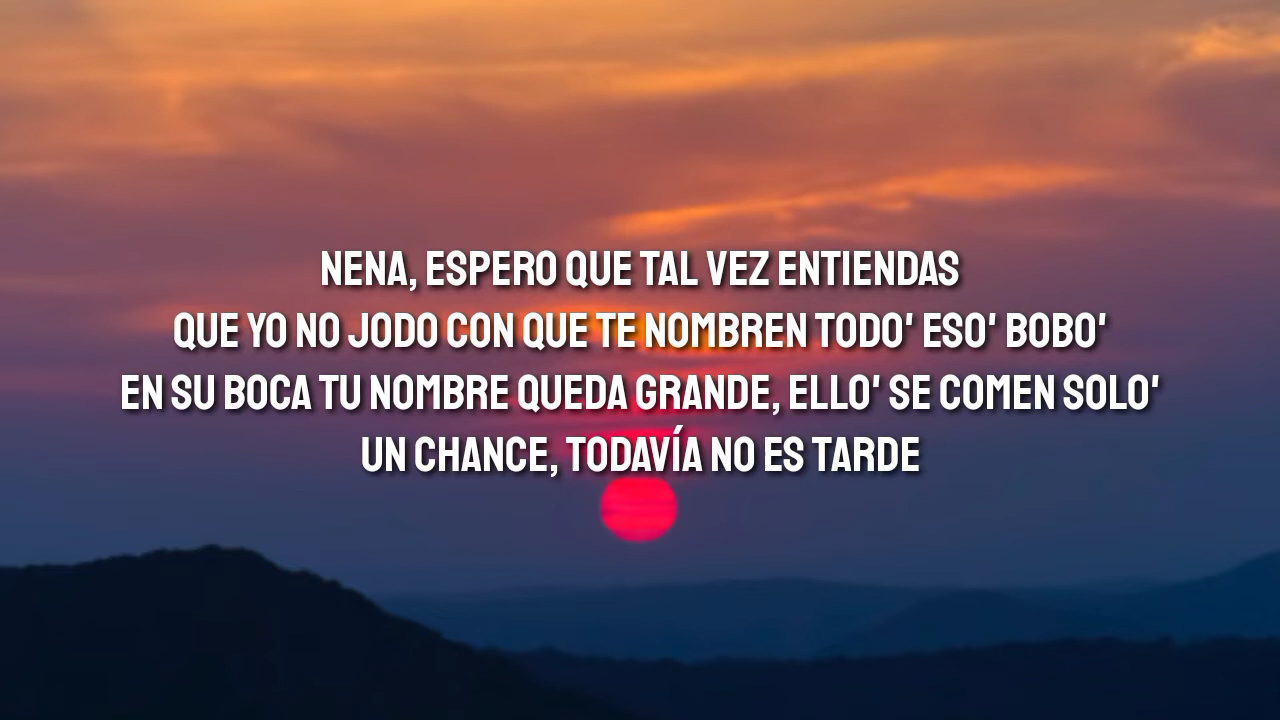 NENA, ESPERO QUE TAL VEZ ENTIENDAS
QUE YO NO JODO CON QUE TE NOMBREN TODO' ESO' BOBO'
EN SU BOCA TU NOMBRE QUEDA GRANDE, ELLO' SE COMEN SOLO'
UN CHANCE, TODAVÍA NO ES TARDE